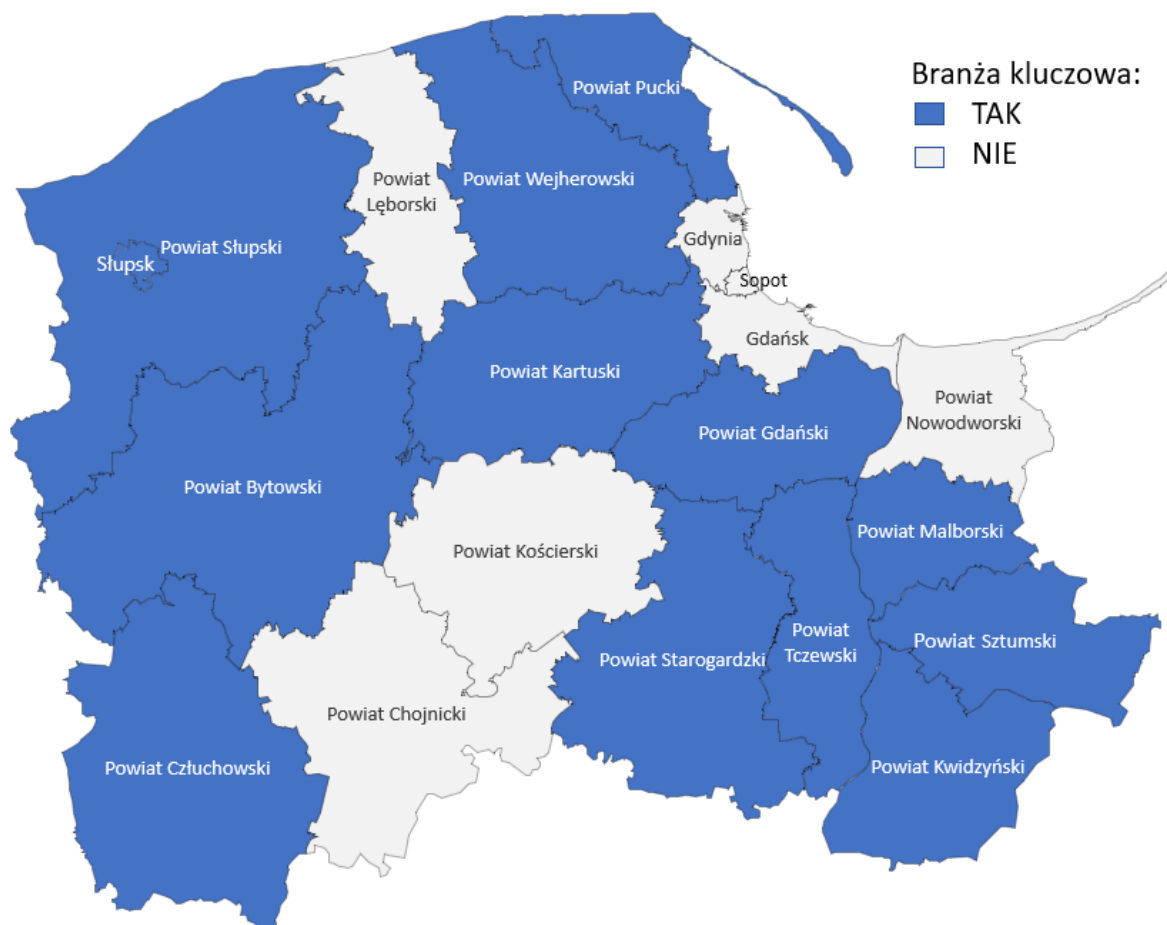 Branża kluczowa:
TAK
NIE
Powiat Pucki
Powiat
Lęborski
Powiat Wejherowski
Gdynia
Powiat Słupski
Słupsk
Sopot
Gdańsk
Powiat Kartuski
Powiat
Nowodworski
Powiat Gdański
Powiat Bytowski
Powiat Malborski
Powiat Kościerski
Powiat
Tczewski
Powiat Sztumski
Powiat Starogardzki
Powiat Chojnicki
Powiat Człuchowski
Powiat Kwidzyński